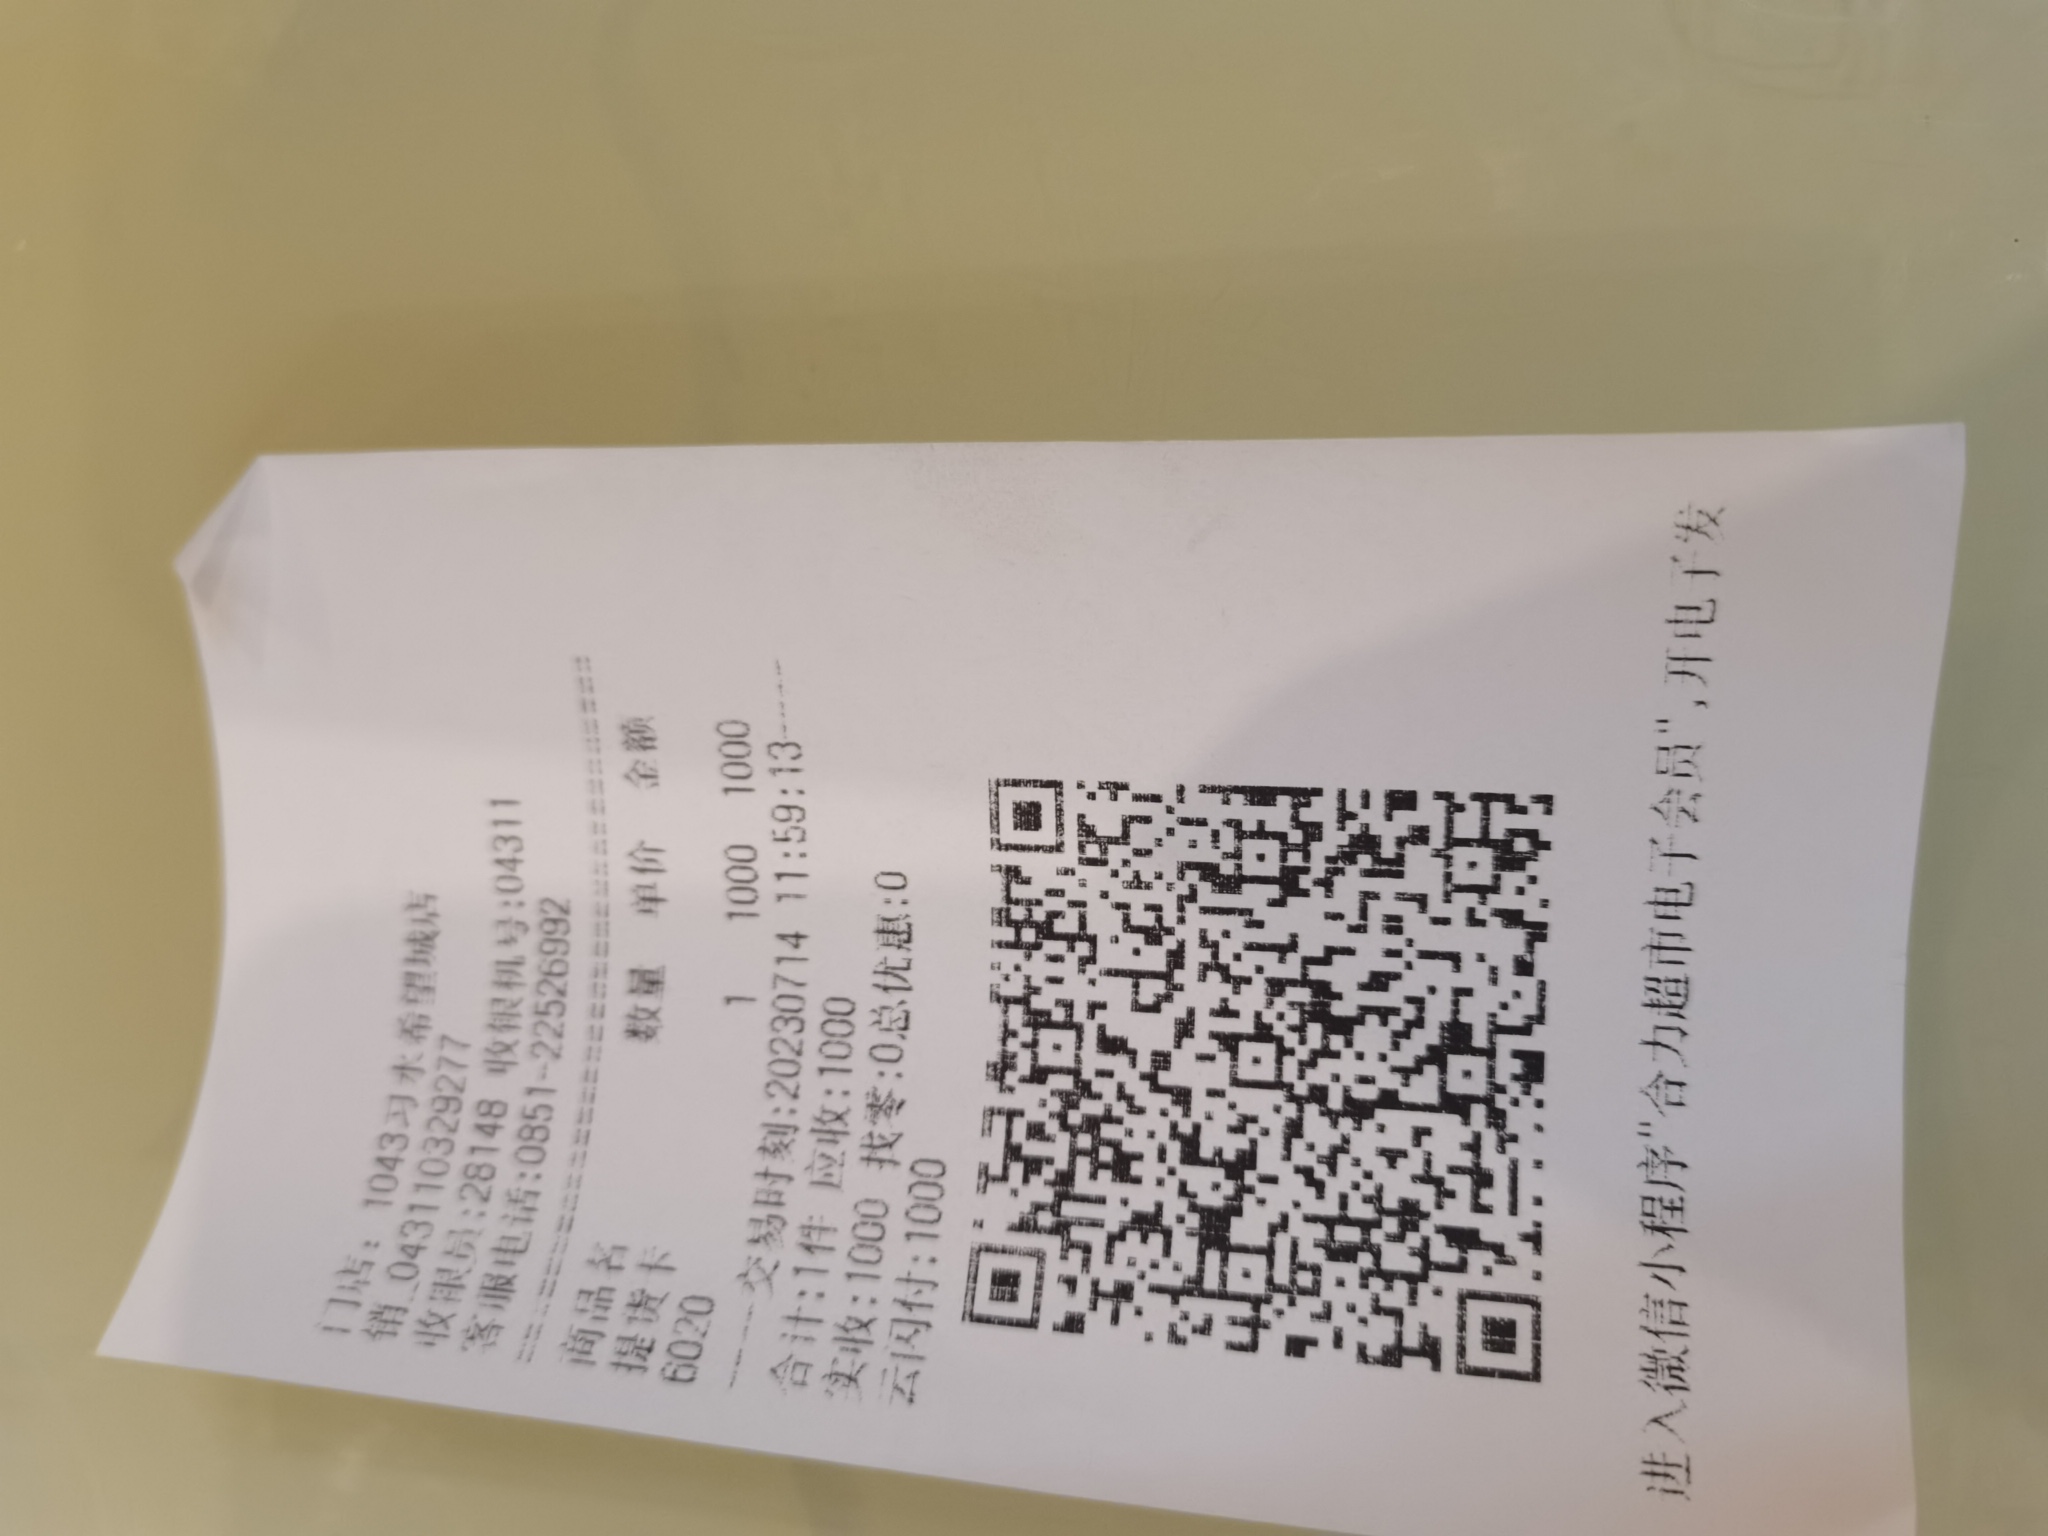 门店: 1043习水希望城店
销_043110329277
收银员:28148 收银机号:04311
客服电话:0851-22526992
商品名 数量 单价 金额
提货卡
6020 1 1000 1000
-----交易时刻:20230714 11:59:13-----
合计:1件 应收:1000
实收:1000 找零:0总优惠:0
云闪付:1000
进入微信小程序"合力超市电子会员",开电子发